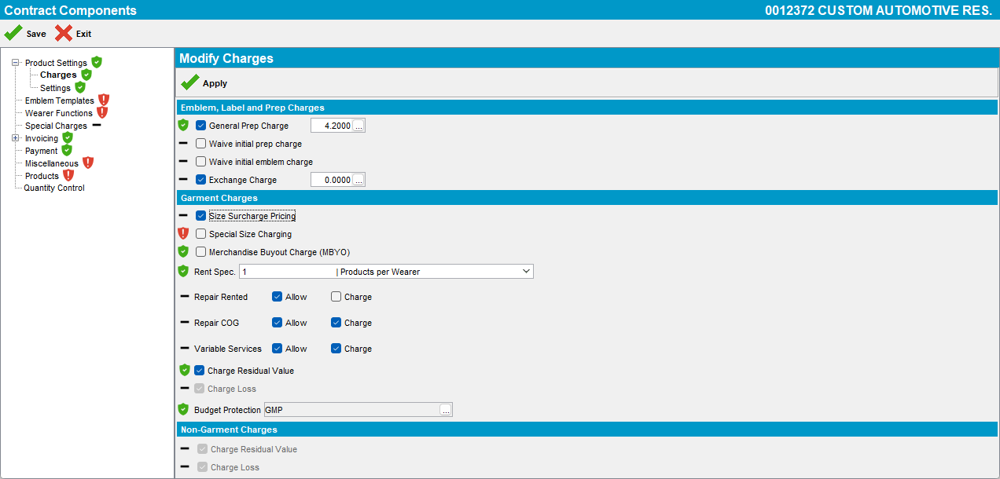 Contract Components 0012372 CUSTOM AUTOMOTIVE RES.
Save Exit
Product Settings
Charges
Settings
Emblem Templates
Wearer Functions
Special Charges
Invoicing
Payment
Miscellaneous
Products
Quantity Control
Modify Charges
Apply
Emblem, Label and Prep Charges
General Prep Charge 4.2000 ...
Waive initial prep charge
Waive initial emblem charge
Exchange Charge 0.0000 ...
Garment Charges
Size Surcharge Pricing
Special Size Charging
Merchandise Buyout Charge (MBYO)
Rent Spec. 1 | Products per Wearer
Repair Rented Allow Charge
Repair COG Allow Charge
Variable Services Allow Charge
Charge Residual Value
Charge Loss
Budget Protection GMP ...
Non-Garment Charges
Charge Residual Value
Charge Loss